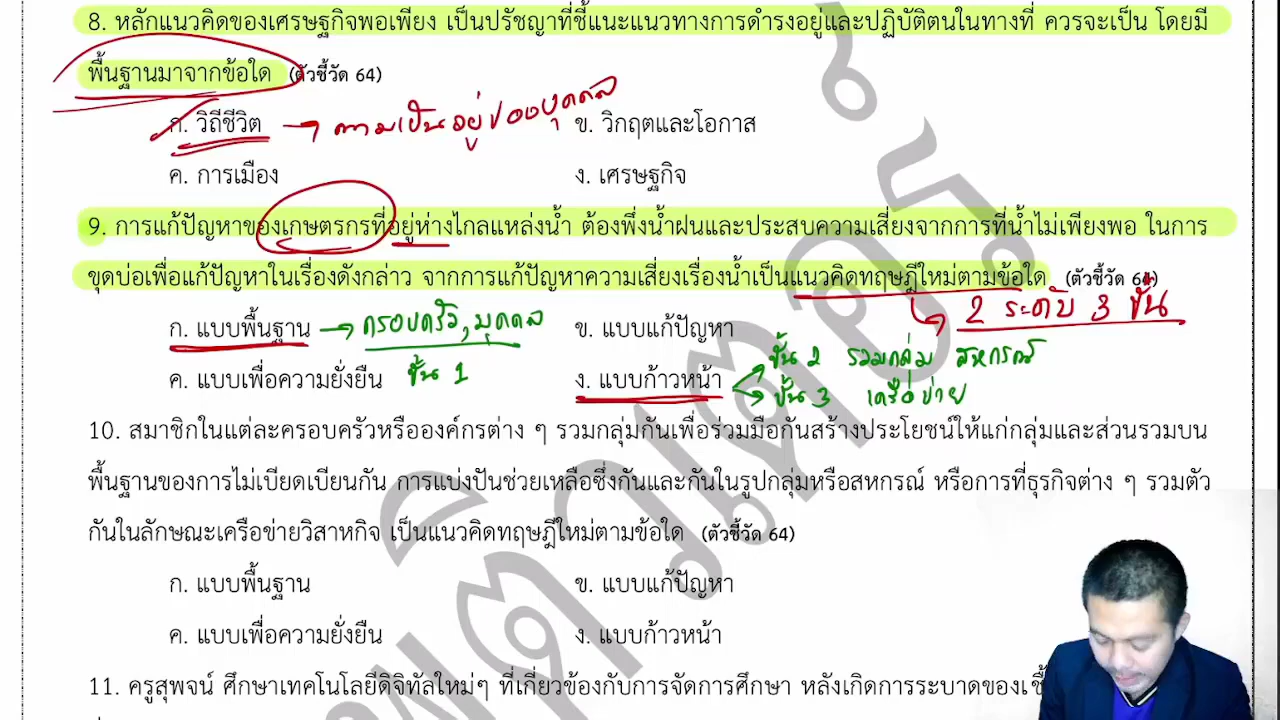 8. หลักแนวคิดของเศรษฐกิจพอเพียง เป็นปรัชญาที่ชี้แนะแนวทางการดำรงอยู่และปฏิบัติตนในทางที่ ควรจะเป็น โดยมี
พื้นฐานมาจากข้อใด (ตัวชี้วัด 64)
ก. วิถีชีวิต → ความเป็นอยู่ของบุคคล ข. วิกฤตและโอกาส
ค. การเมือง ง. เศรษฐกิจ
9. การแก้ปัญหาของเกษตรกรที่อยู่ห่างไกลแหล่งน้ำ ต้องพึ่งน้ำฝนและประสบความเสี่ยงจากการที่น้ำไม่เพียงพอ ในการ
ขุดบ่อเพื่อแก้ปัญหาในเรื่องดังกล่าว จากการแก้ปัญหาความเสี่ยงเรื่องน้ำเป็นแนวคิดทฤษฎีใหม่ตามข้อใด (ตัวชี้วัด 64)
2 ระดับ 3 ขั้น
ก. แบบพื้นฐาน → ครอบครัว, บุคคล ข. แบบแก้ปัญหา
ขั้น 2 รวมกลุ่ม สหกรณ์
ค. แบบเพื่อความยั่งยืน ขั้น 1 ง. แบบก้าวหน้า
ขั้น 3 เครือข่าย
10. สมาชิกในแต่ละครอบครัวหรือองค์กรต่าง ๆ รวมกลุ่มกันเพื่อร่วมมือกันสร้างประโยชน์ให้แก่กลุ่มและส่วนรวมบน
พื้นฐานของการไม่เบียดเบียนกัน การแบ่งปันช่วยเหลือซึ่งกันและกันในรูปกลุ่มหรือสหกรณ์ หรือการที่ธุรกิจต่าง ๆ รวมตัว
กันในลักษณะเครือข่ายวิสาหกิจ เป็นแนวคิดทฤษฎีใหม่ตามข้อใด (ตัวชี้วัด 64)
ก. แบบพื้นฐาน ข. แบบแก้ปัญหา
ค. แบบเพื่อความยั่งยืน ง. แบบก้าวหน้า
11. ครูสุพจน์ ศึกษาเทคโนโลยีดิจิทัลใหม่ๆ ที่เกี่ยวข้องกับการจัดการศึกษา หลังเกิดการระบาดของเชื้